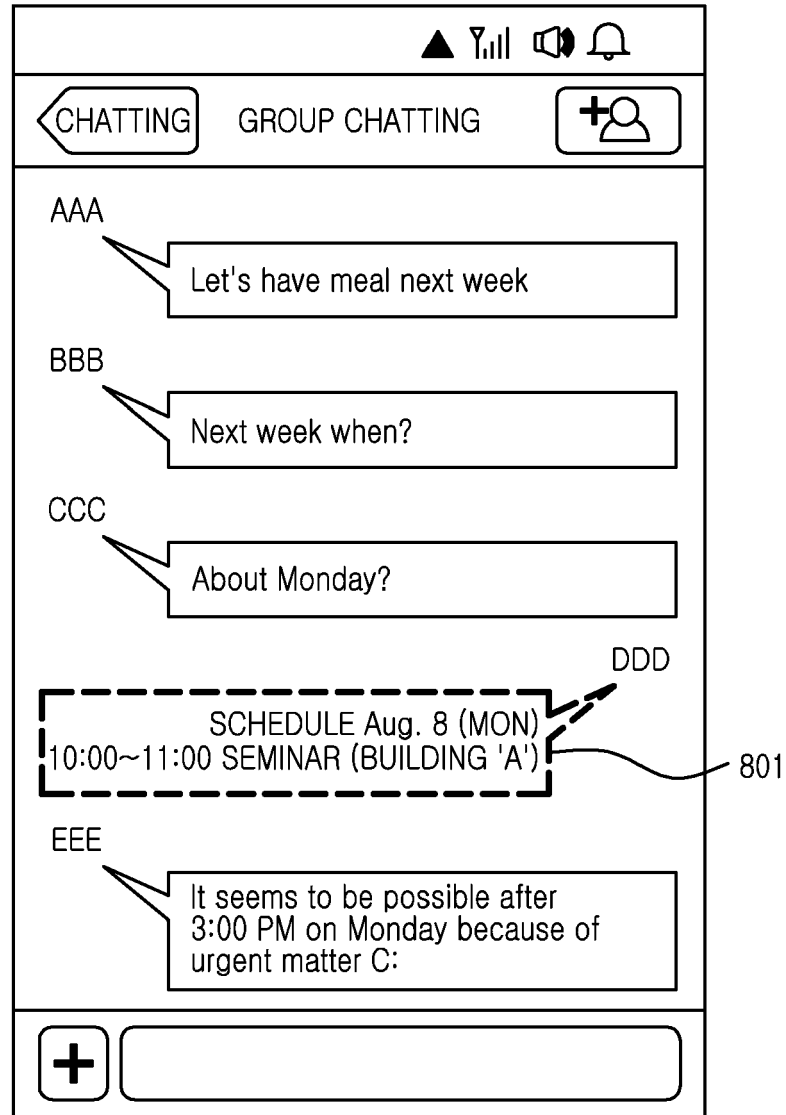 CHATTING
GROUP CHATTING
AAA
Let's have meal next week
BBB
Next week when?
CCC
About Monday?
DDD
SCHEDULE Aug. 8 (MON)
10:00~11:00 SEMINAR (BUILDING 'A')
801
EEE
It seems to be possible after
3:00 PM on Monday because of
urgent matter C: